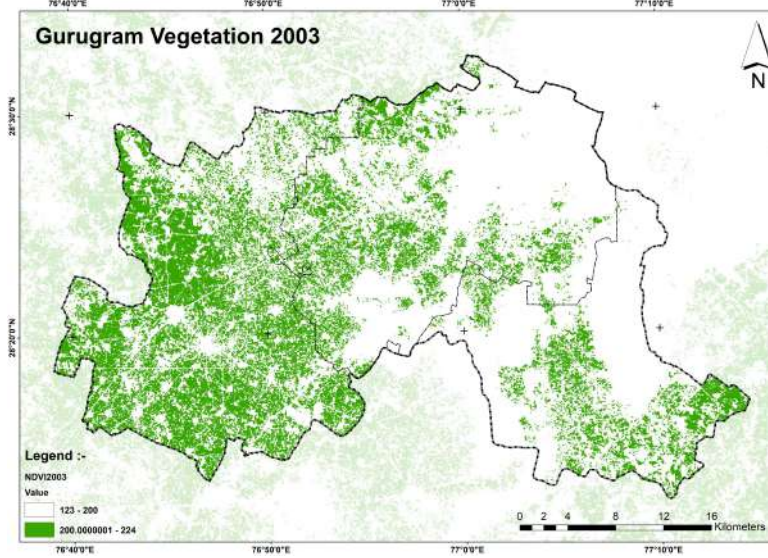 76°40'0"E 76°50'0"E 77°0'0"E 77°10'0"E
Gurugram Vegetation 2003
N
28°30'0"N
28°20'0"N
Legend :-
NDVI2003
Value
123 - 200
200.0000001 - 224
0 2 4 8 12 16
Kilometers
76°40'0"E 76°50'0"E 77°0'0"E 77°10'0"E